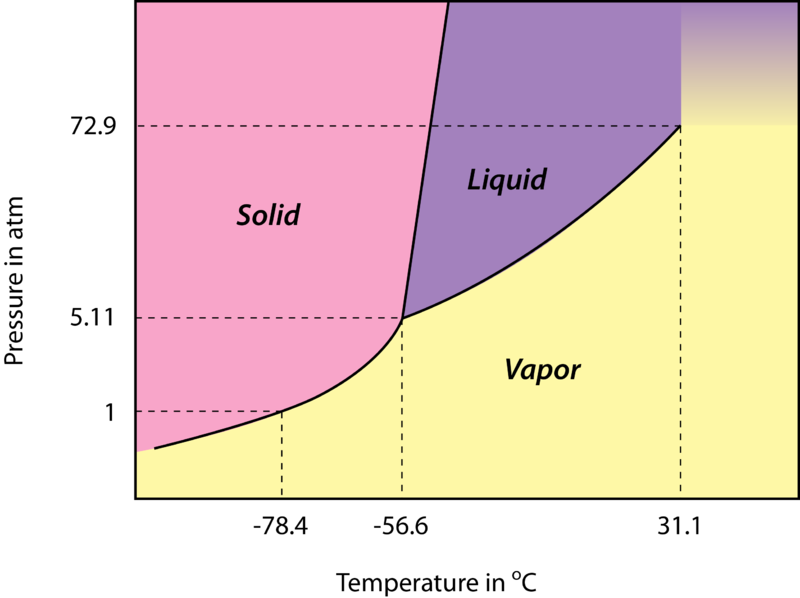 72.9
5.11
1
Pressure in atm
Solid
Liquid
Vapor
-78.4
-56.6
31.1
Temperature in °C